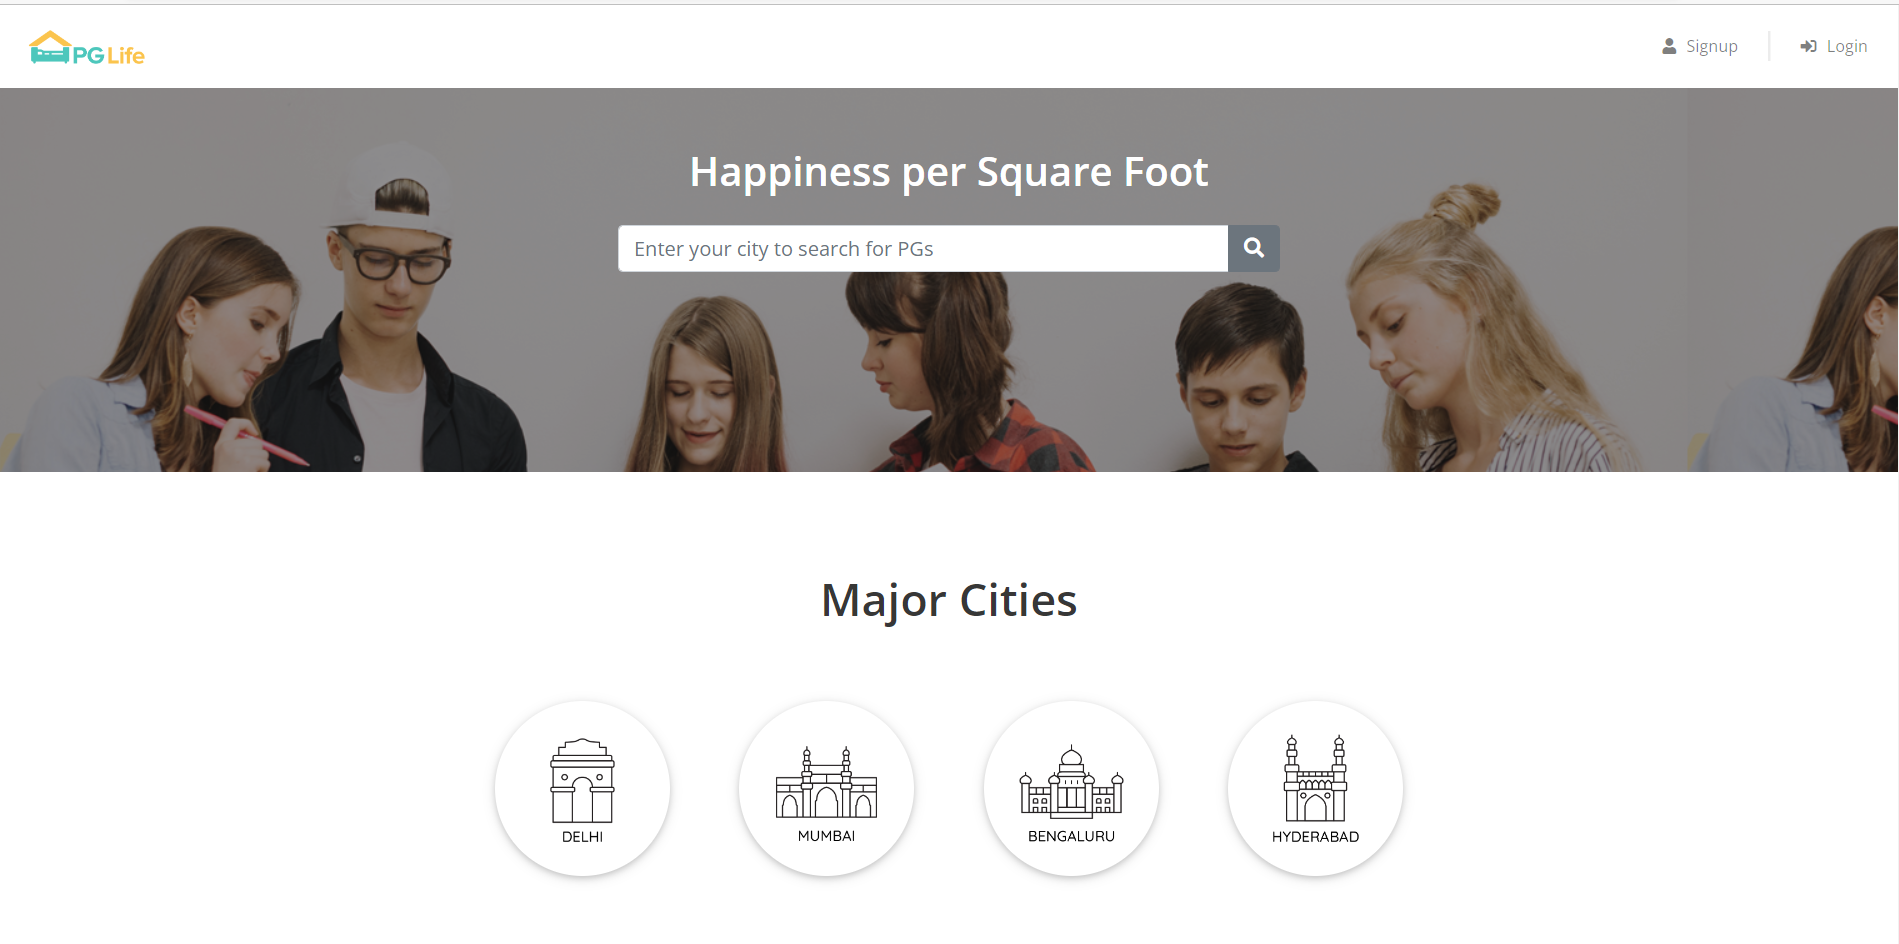 PG Life
Signup
Login
Happiness per Square Foot
Enter your city to search for PGs
Major Cities
DELHI
MUMBAI
BENGALURU
HYDERABAD